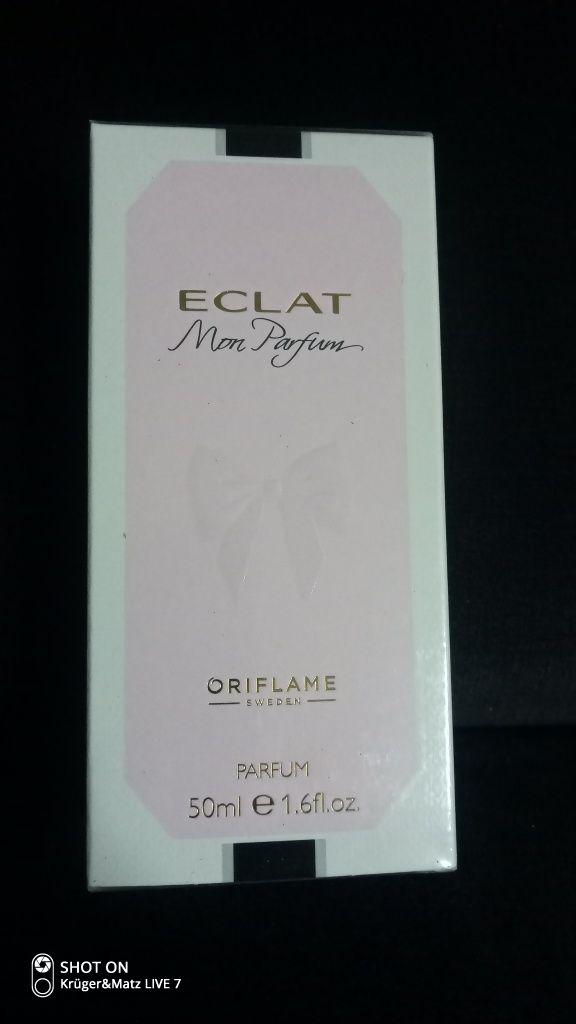 ECLAT
Mon Parfum
ORIFLAME
SWEDEN
PARFUM
50ml e 1.6fl.oz.
SHOT ON
Krüger&Matz LIVE 7